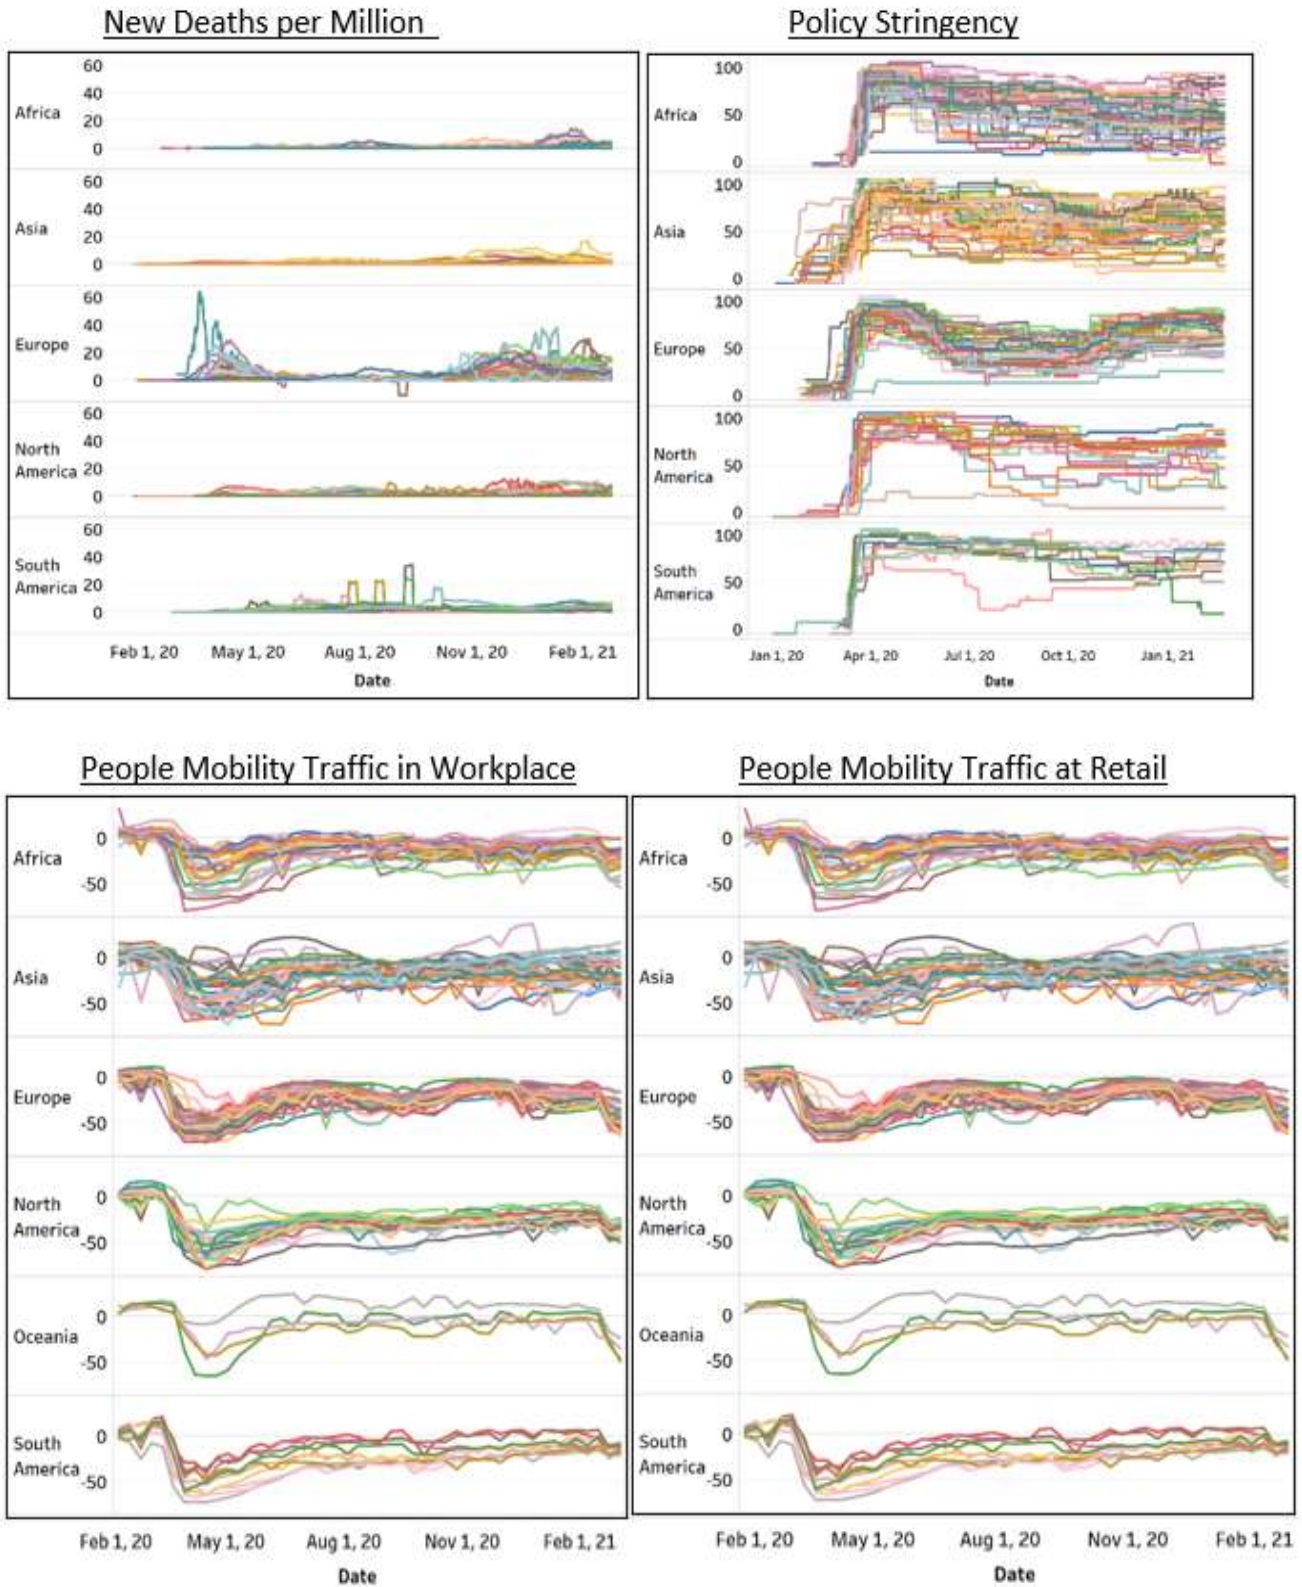 New Deaths per Million
Policy Stringency
60
40
Africa
20
0
60
40
Asia
20
0
60
40
Europe
20
0
60
40
North
America
20
0
60
40
South
America
20
0
Feb 1, 20 May 1, 20 Aug 1, 20 Nov 1, 20 Feb 1, 21
Date
100
Africa
50
0
100
Asia
50
0
100
Europe
50
0
100
North
America
50
0
100
South
America
50
0
Jan 1, 20 Apr 1, 20 Jul 1, 20 Oct 1, 20 Jan 1, 21
Date
People Mobility Traffic in Workplace
People Mobility Traffic at Retail
0
Africa
-50
0
Asia
-50
0
Europe
-50
0
North
America
-50
0
Oceania
-50
0
South
America
-50
Feb 1, 20 May 1, 20 Aug 1, 20 Nov 1, 20 Feb 1, 21
Date
0
Africa
-50
0
Asia
-50
0
Europe
-50
0
North
America
-50
0
Oceania
-50
0
South
America
-50
Feb 1, 20 May 1, 20 Aug 1, 20 Nov 1, 20 Feb 1, 21
Date